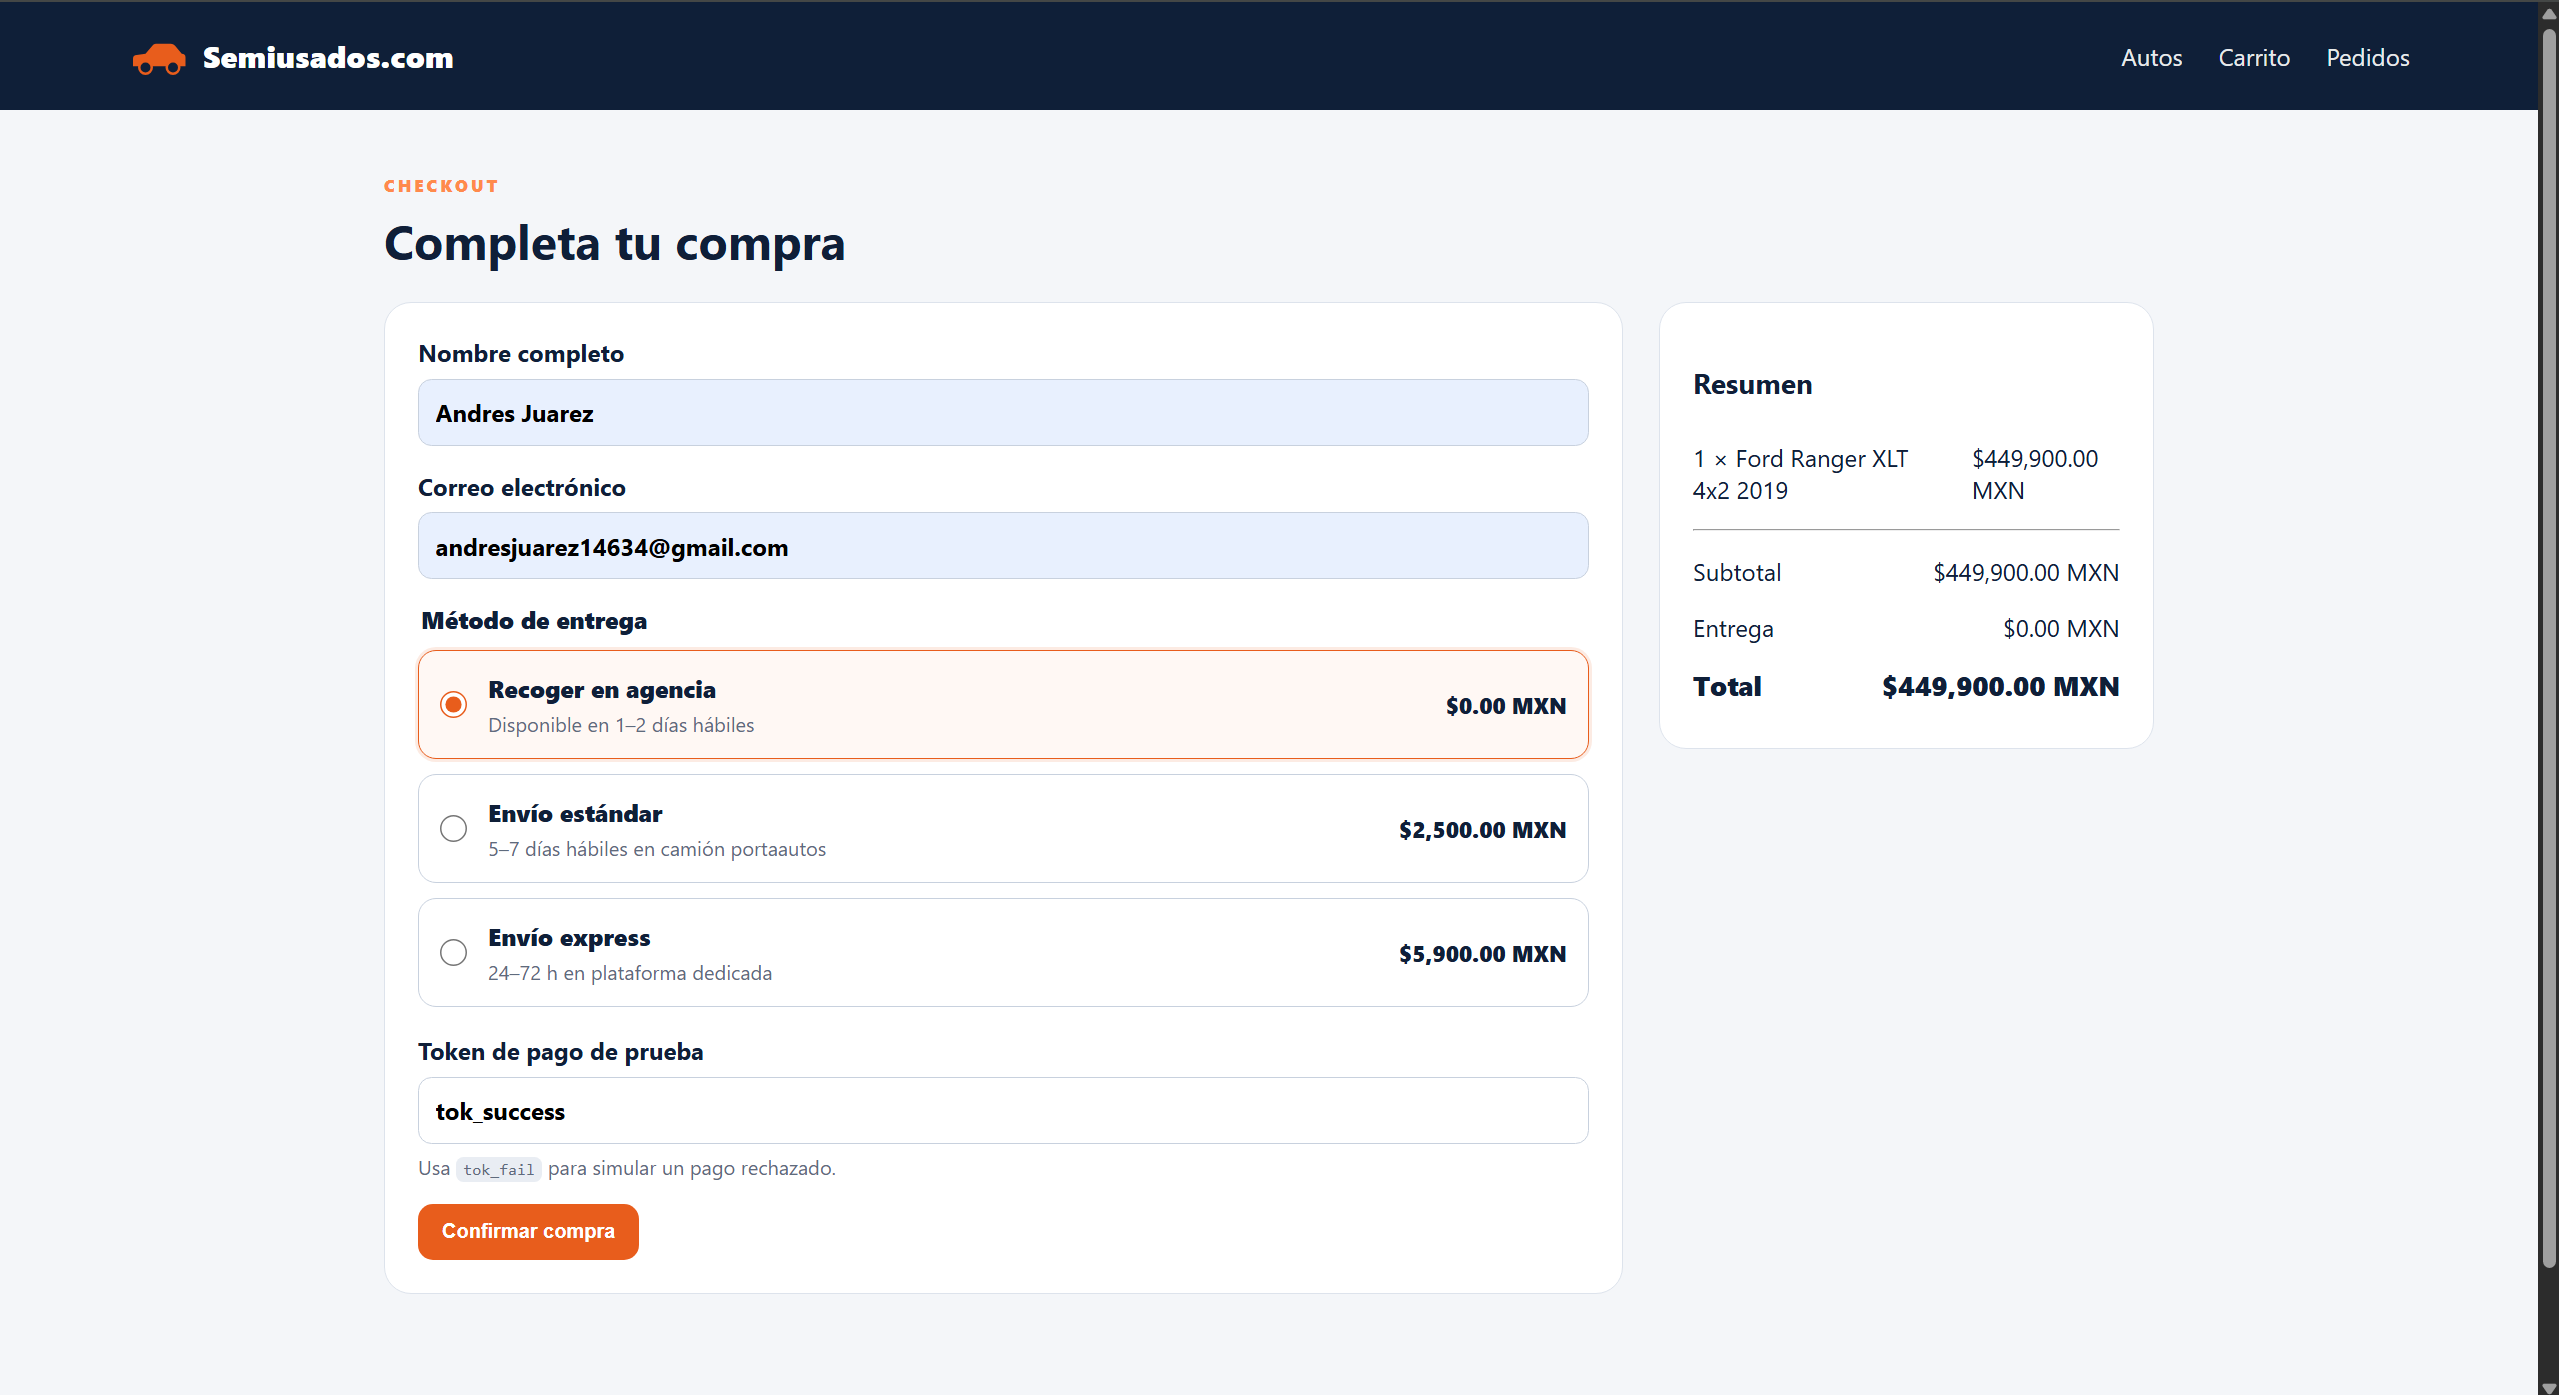 Semiusados.com
Autos
Carrito
Pedidos
CHECKOUT
Completa tu compra
Nombre completo
Andres Juarez
Correo electrónico
andresjuarez14634@gmail.com
Método de entrega
Recoger en agencia
Disponible en 1–2 días hábiles
$0.00 MXN
Envío estándar
5–7 días hábiles en camión portaautos
$2,500.00 MXN
Envío express
24–72 h en plataforma dedicada
$5,900.00 MXN
Token de pago de prueba
tok_success
Usa tok_fail para simular un pago rechazado.
Confirmar compra
Resumen
1 × Ford Ranger XLT
4x2 2019
$449,900.00
MXN
Subtotal
$449,900.00 MXN
Entrega
$0.00 MXN
Total
$449,900.00 MXN